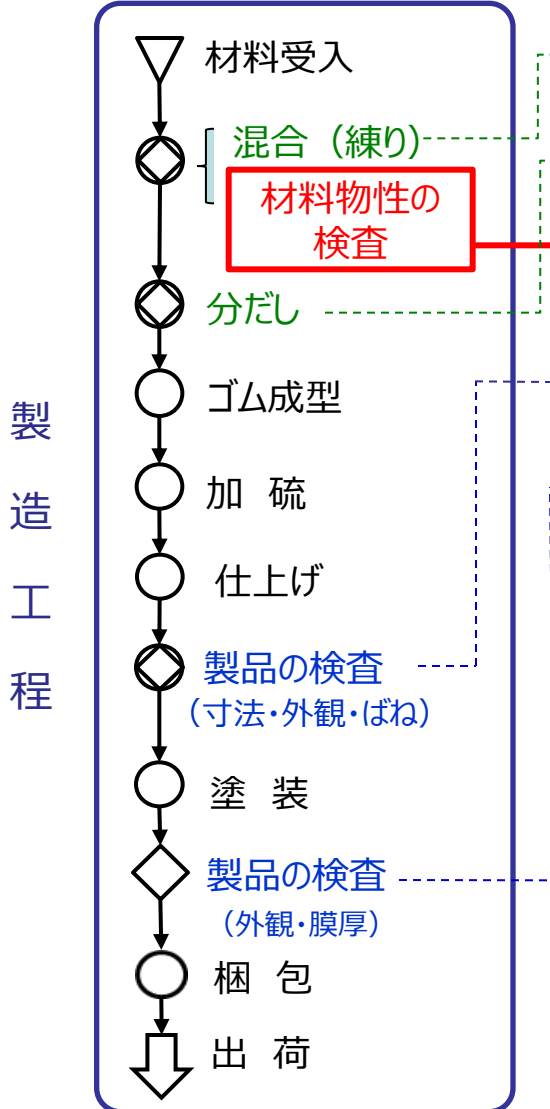 製造工程
材料受入
混合（練り）
材料物性の
検査
分だし
ゴム成型
加 硫
仕上げ
製品の検査
（寸法・外観・ばね）
塗 装
製品の検査
（外観・膜厚）
梱 包
出 荷